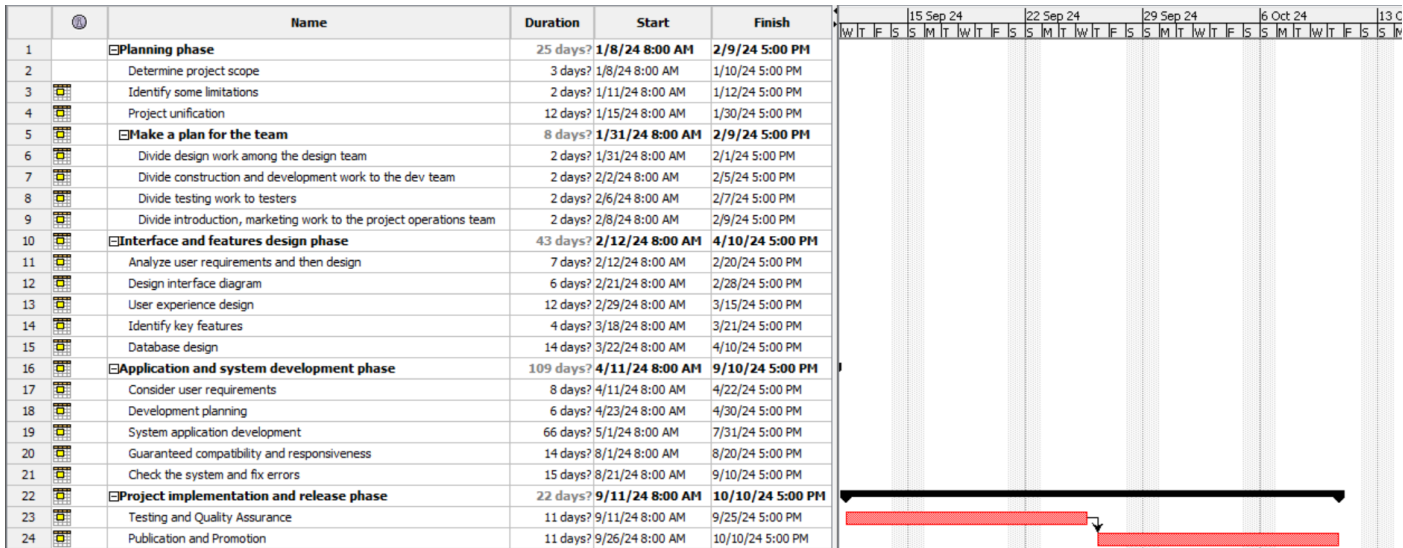 Name Duration Start Finish 15 Sep 24 22 Sep 24 29 Sep 24 6 Oct 24
W T F S S M T W T F S S M T W T F S S M T W T F S S M T W T F S S M
1 Planning phase 25 days? 1/8/24 8:00 AM 2/9/24 5:00 PM
2 Determine project scope 3 days? 1/8/24 8:00 AM 1/10/24 5:00 PM
3 Identify some limitations 2 days? 1/11/24 8:00 AM 1/12/24 5:00 PM
4 Project unification 12 days? 1/15/24 8:00 AM 1/30/24 5:00 PM
5 Make a plan for the team 8 days? 1/31/24 8:00 AM 2/9/24 5:00 PM
6 Divide design work among the design team 2 days? 1/31/24 8:00 AM 2/1/24 5:00 PM
7 Divide construction and development work to the dev team 2 days? 2/2/24 8:00 AM 2/5/24 5:00 PM
8 Divide testing work to testers 2 days? 2/6/24 8:00 AM 2/7/24 5:00 PM
9 Divide introduction, marketing work to the project operations team 2 days? 2/8/24 8:00 AM 2/9/24 5:00 PM
10 Interface and features design phase 43 days? 2/12/24 8:00 AM 4/10/24 5:00 PM
11 Analyze user requirements and then design 7 days? 2/12/24 8:00 AM 2/20/24 5:00 PM
12 Design interface diagram 6 days? 2/21/24 8:00 AM 2/28/24 5:00 PM
13 User experience design 12 days? 2/29/24 8:00 AM 3/15/24 5:00 PM
14 Identify key features 4 days? 3/18/24 8:00 AM 3/21/24 5:00 PM
15 Database design 14 days? 3/22/24 8:00 AM 4/10/24 5:00 PM
16 Application and system development phase 109 days? 4/11/24 8:00 AM 9/10/24 5:00 PM
17 Consider user requirements 8 days? 4/11/24 8:00 AM 4/22/24 5:00 PM
18 Development planning 6 days? 4/23/24 8:00 AM 4/30/24 5:00 PM
19 System application development 66 days? 5/1/24 8:00 AM 7/31/24 5:00 PM
20 Guaranteed compatibility and responsiveness 14 days? 8/1/24 8:00 AM 8/20/24 5:00 PM
21 Check the system and fix errors 15 days? 8/21/24 8:00 AM 9/10/24 5:00 PM
22 Project implementation and release phase 22 days? 9/11/24 8:00 AM 10/10/24 5:00 PM
23 Testing and Quality Assurance 11 days? 9/11/24 8:00 AM 9/25/24 5:00 PM
24 Publication and Promotion 11 days? 9/26/24 8:00 AM 10/10/24 5:00 PM